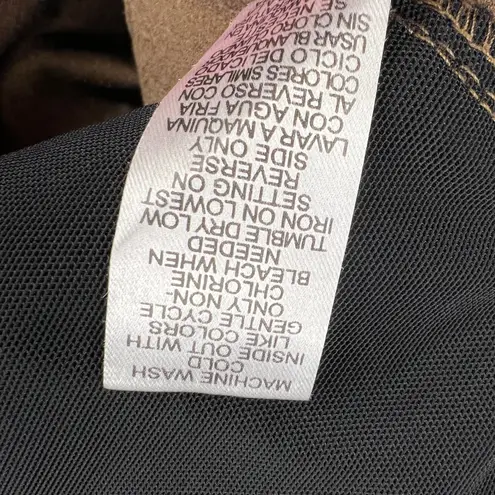 MACHINE WASH
COLD
INSIDE OUT WITH
LIKE COLORS
GENTLE CYCLE
ONLY NON-
CHLORINE
BLEACH WHEN
NEEDED
TUMBLE DRY LOW
IRON ON LOWEST
SETTING ON
REVERSE
SIDE ONLY
LAVAR A MAQUINA
CON AGUA FRIA
AL REVERSO CON
COLORES SIMILARES
CICLO DELICADO
USAR BLANQUEADOR
SIN CLORO